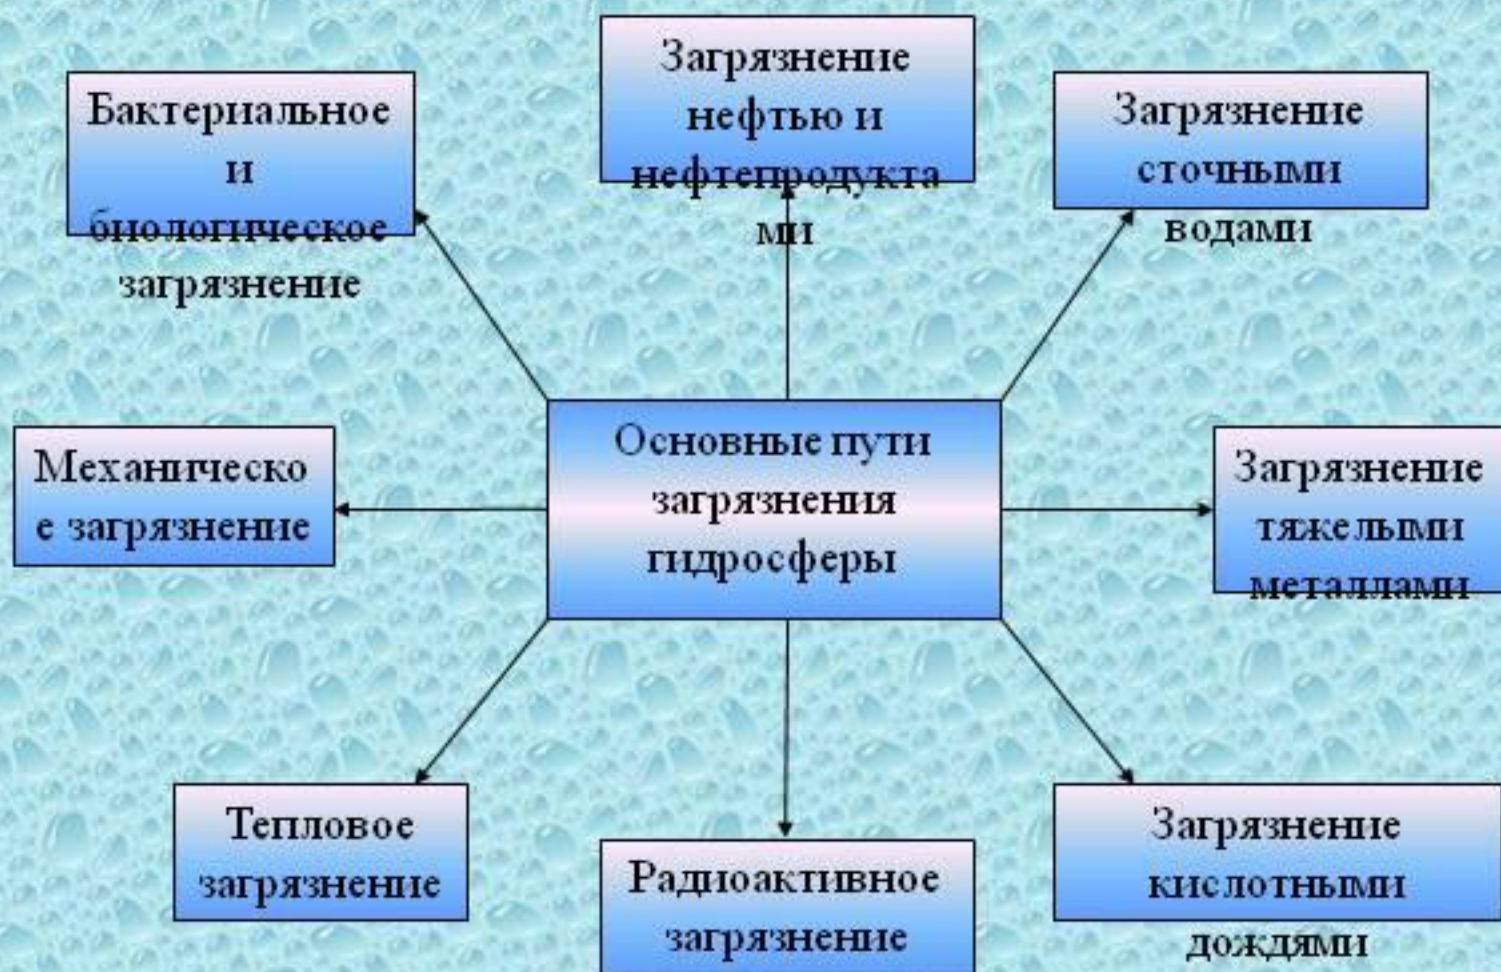 Загрязнение
нефтью и
нефтепродукта
ми
Бактериальное
и
биологическое
загрязнение
Загрязнение
сточными
водами
Механическо
е загрязнение
Основные пути
загрязнения
гидросферы
Загрязнение
тяжелыми
металлами
Тепловое
загрязнение
Радиоактивное
загрязнение
Загрязнение
кислотными
дождями